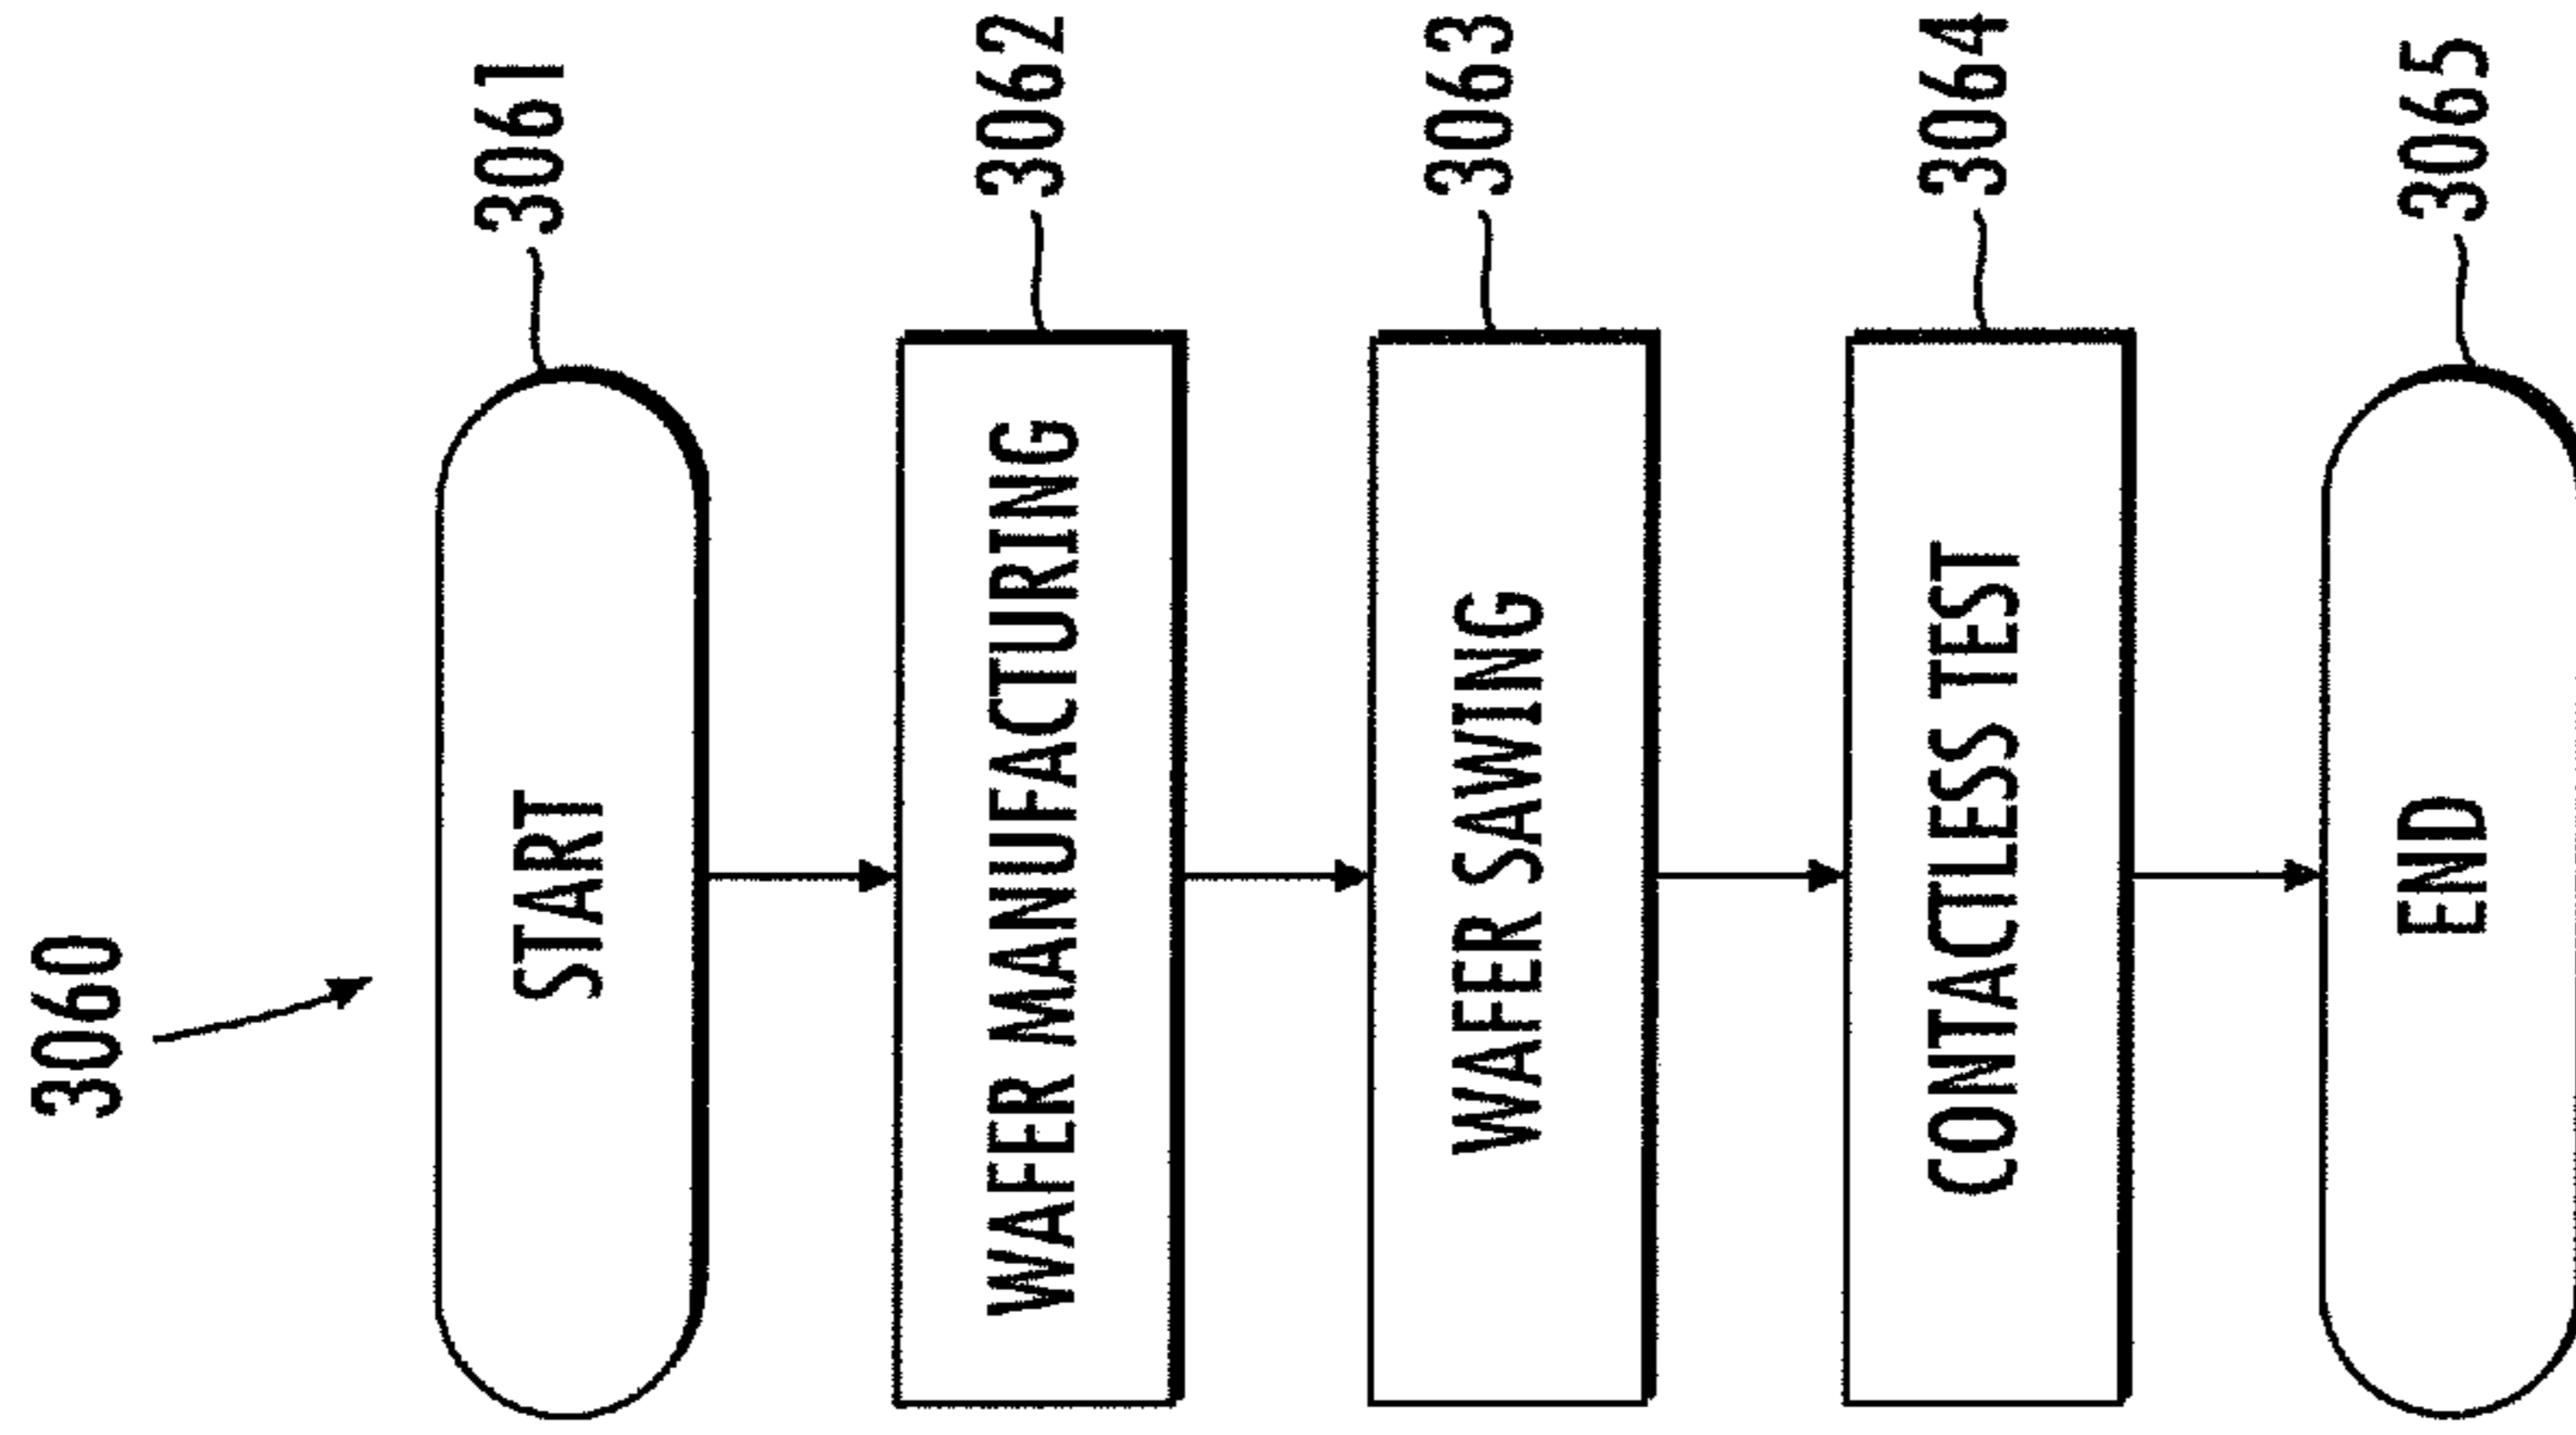 3060
START
3061
WAFER MANUFACTURING
3062
WAFER SAWING
3063
CONTACTLESS TEST
3064
END
3065